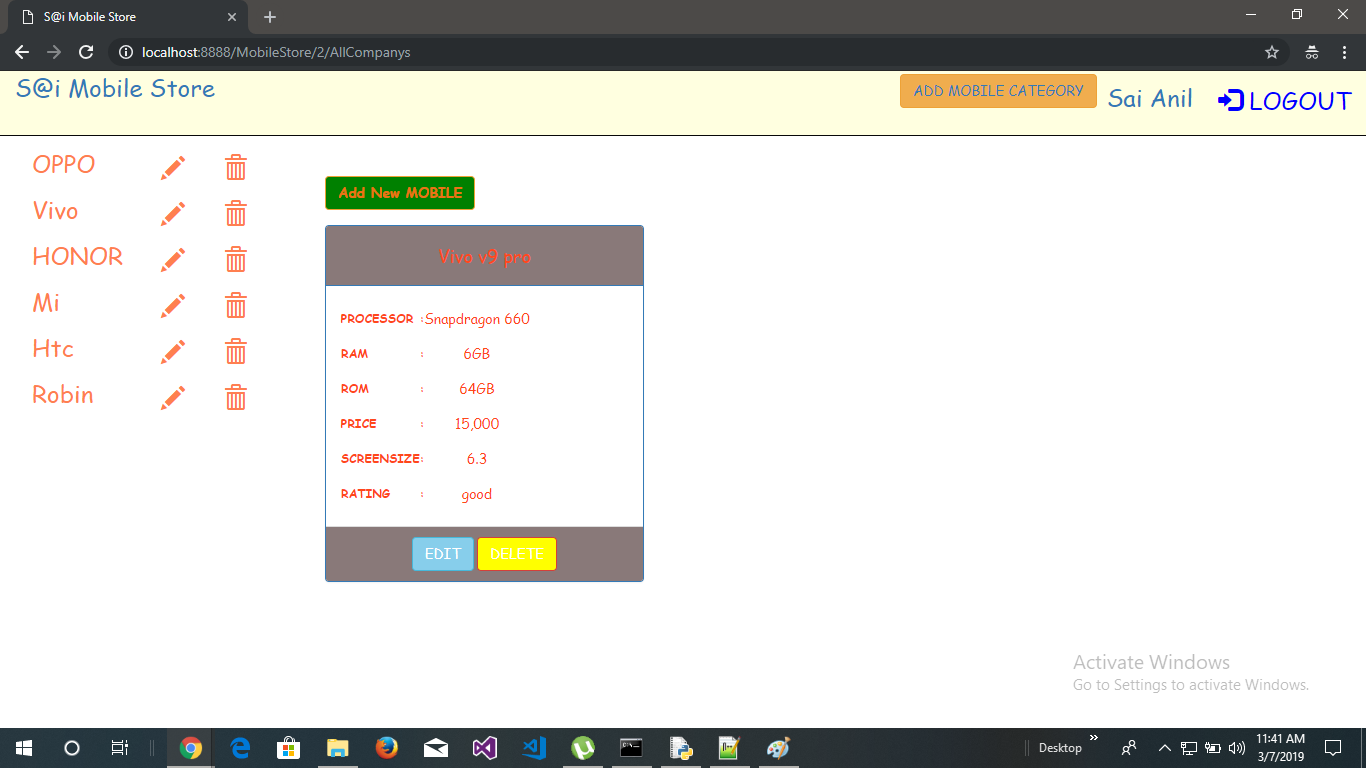 S@i Mobile Store
localhost:8888/MobileStore/2/AllCompanys
S@i Mobile Store
ADD MOBILE CATEGORY
Sai Anil
LOGOUT
OPPO
Vivo
HONOR
Mi
Htc
Robin
Add New MOBILE
Vivo v9 pro
PROCESSOR :Snapdragon 660
RAM : 6GB
ROM : 64GB
PRICE : 15,000
SCREENSIZE: 6.3
RATING : good
EDIT DELETE
Activate Windows
Go to Settings to activate Windows.
Desktop
11:41 AM
3/7/2019